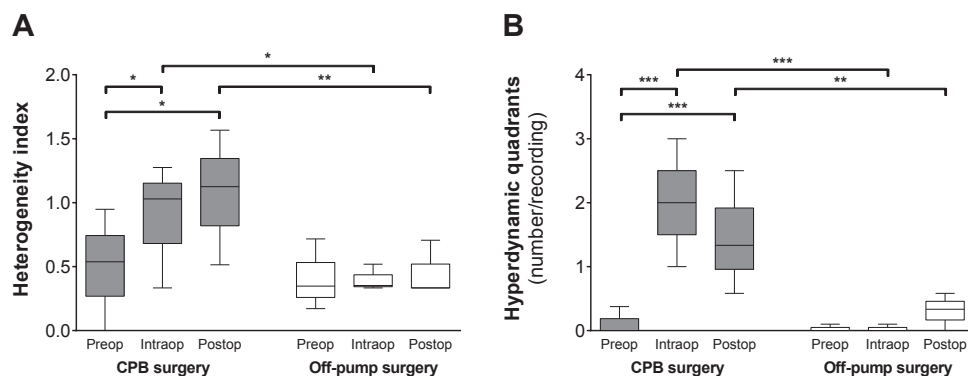 A
Heterogeneity index
2.0
1.5
1.0
0.5
0.0
*
*
*
**
Preop Intraop Postop Preop Intraop Postop
CPB surgery Off-pump surgery
B
Hyperdynamic quadrants
(number/recording)
4
3
2
1
0
***
***
***
**
Preop Intraop Postop Preop Intraop Postop
CPB surgery Off-pump surgery